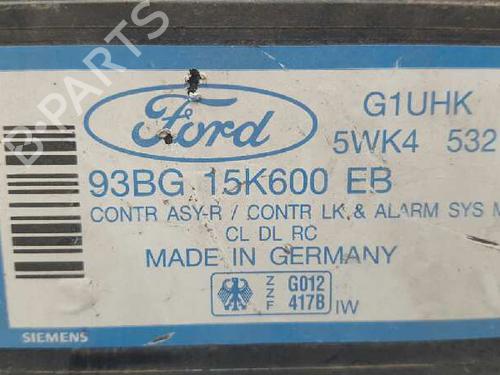 Ford
G1UHK
5WK4 532
93BG 15K600 EB
CONTR ASY-R / CONTR LK & ALARM SYS M
CL DL RC
MADE IN GERMANY
ZZF G012 417B IW
SIEMENS
B-Parts